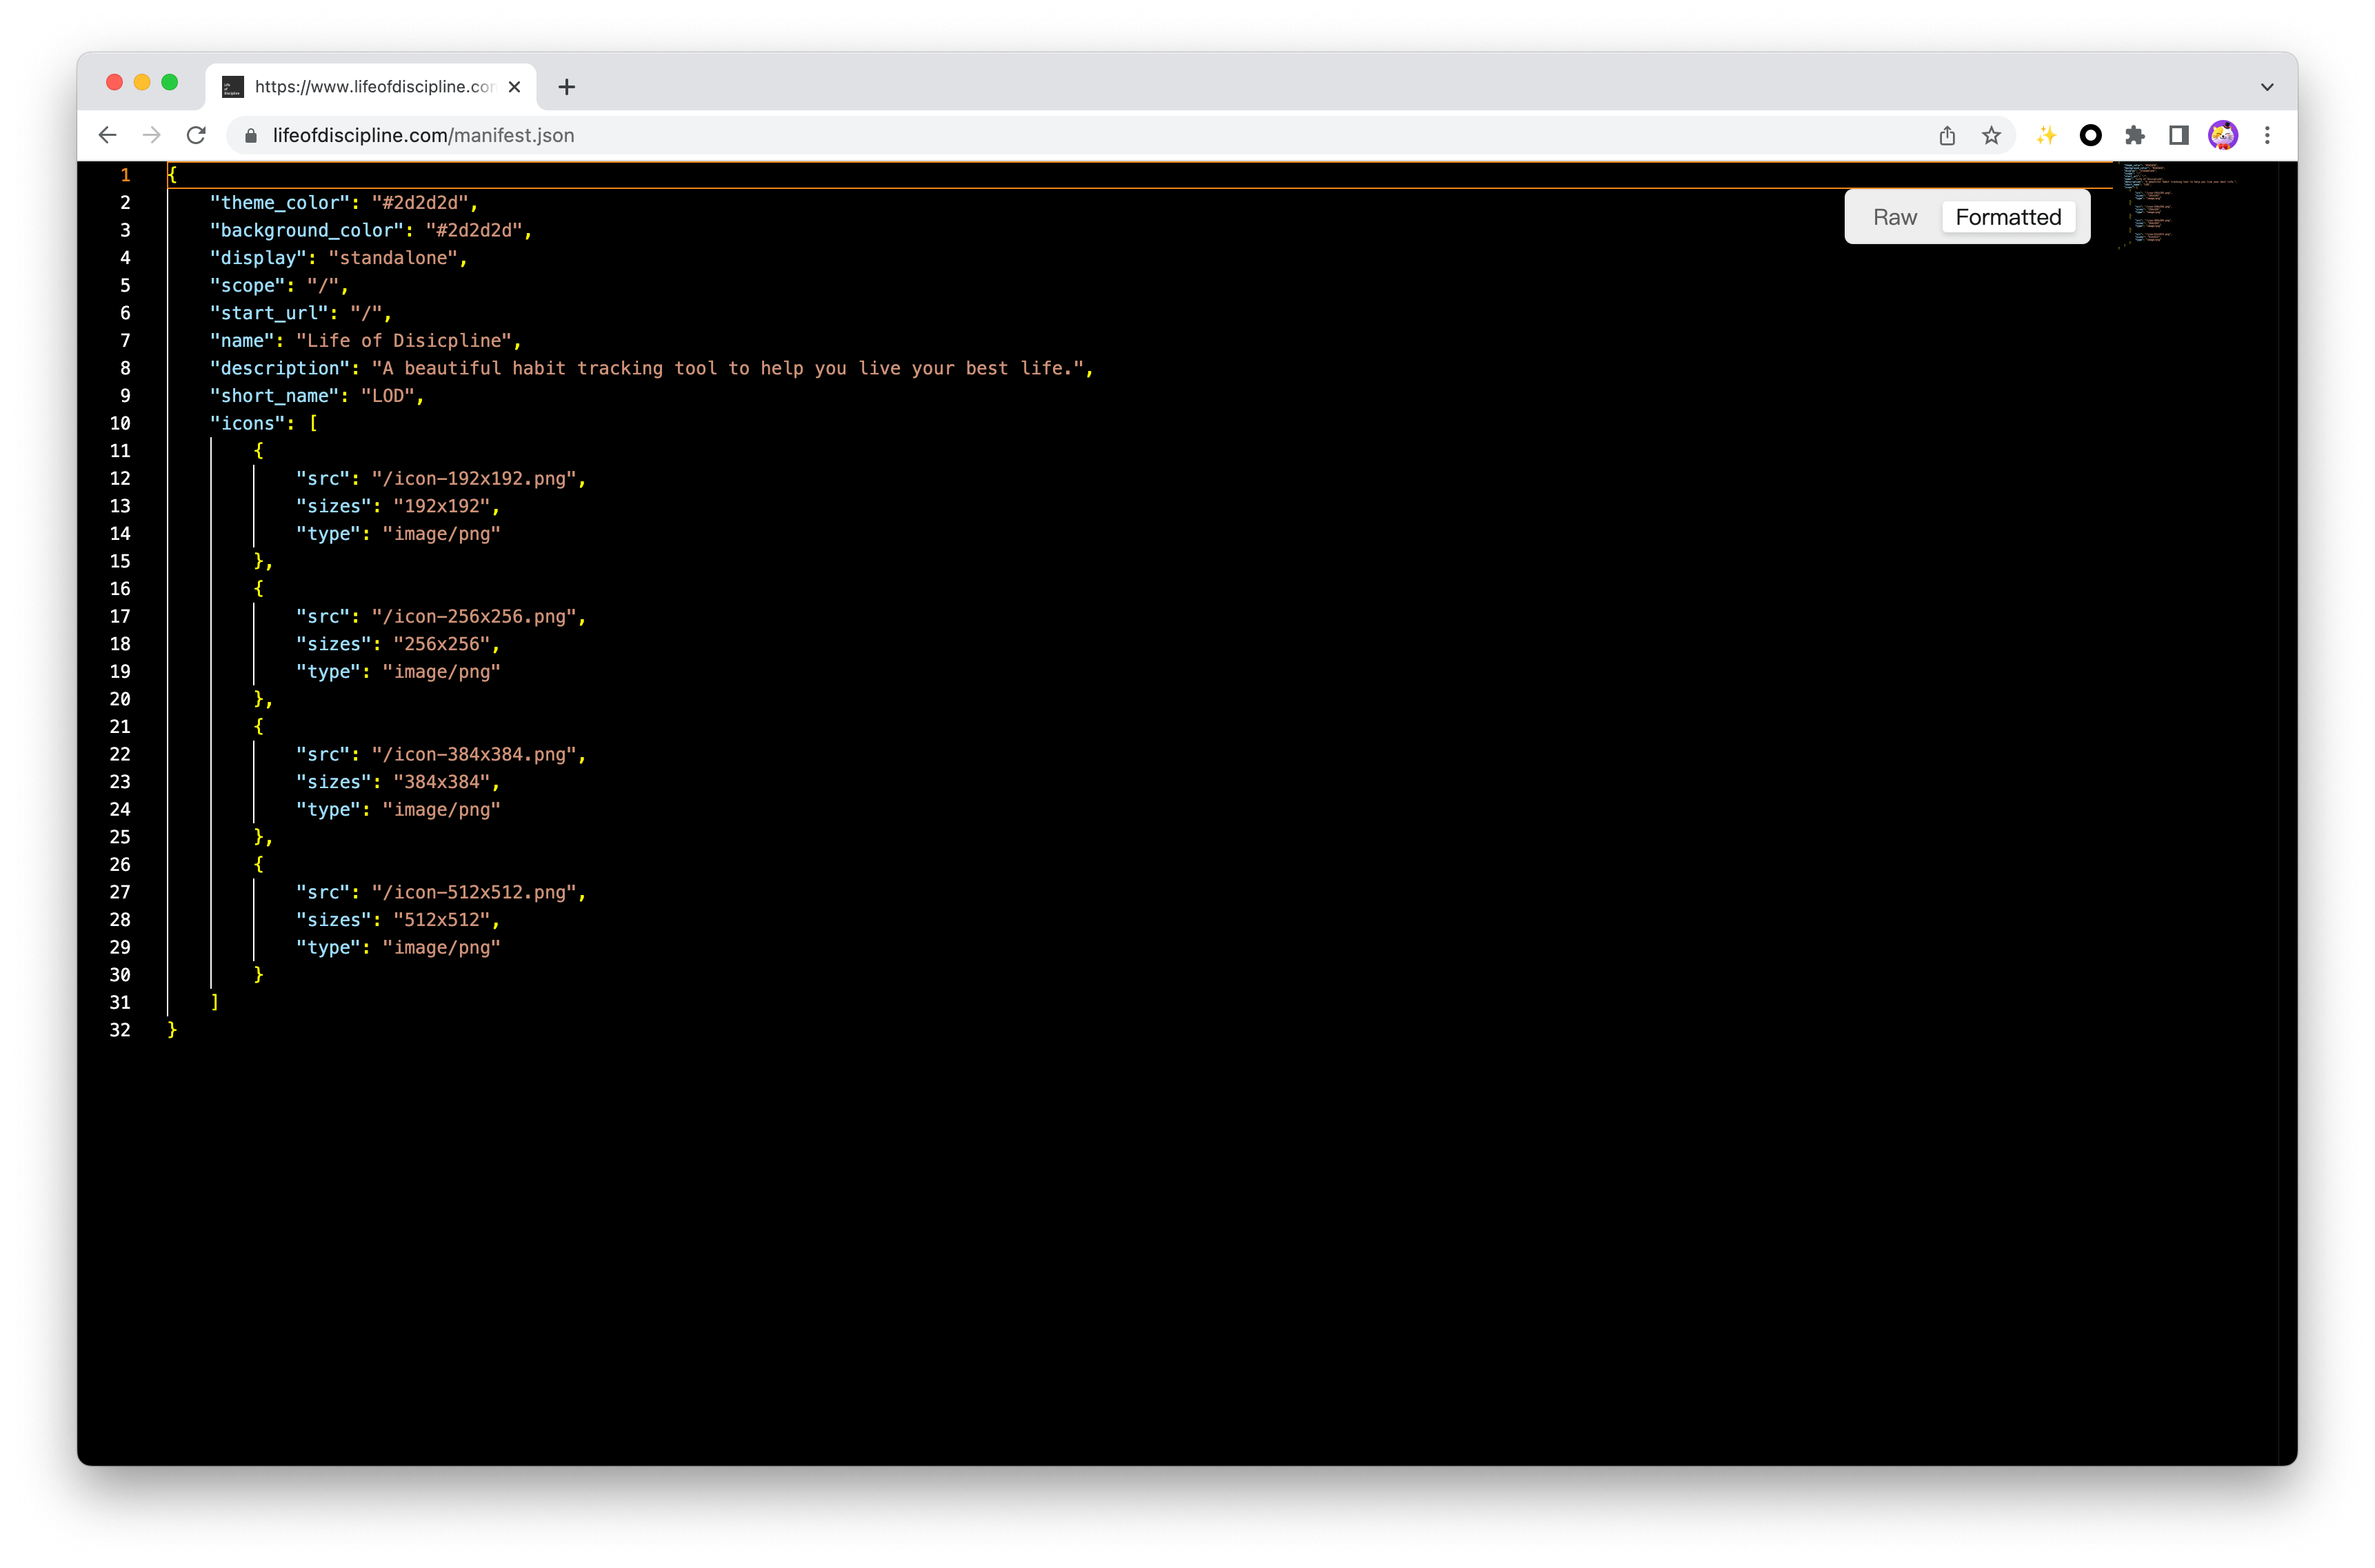 https://www.lifeofdiscipline.com
lifeofdiscipline.com/manifest.json
Raw Formatted
1 {
2 "theme_color": "#2d2d2d",
3 "background_color": "#2d2d2d",
4 "display": "standalone",
5 "scope": "/",
6 "start_url": "/",
7 "name": "Life of Disicpline",
8 "description": "A beautiful habit tracking tool to help you live your best life.",
9 "short_name": "LOD",
10 "icons": [
11 {
12 "src": "/icon-192x192.png",
13 "sizes": "192x192",
14 "type": "image/png"
15 },
16 {
17 "src": "/icon-256x256.png",
18 "sizes": "256x256",
19 "type": "image/png"
20 },
21 {
22 "src": "/icon-384x384.png",
23 "sizes": "384x384",
24 "type": "image/png"
25 },
26 {
27 "src": "/icon-512x512.png",
28 "sizes": "512x512",
29 "type": "image/png"
30 }
31 ]
32 }